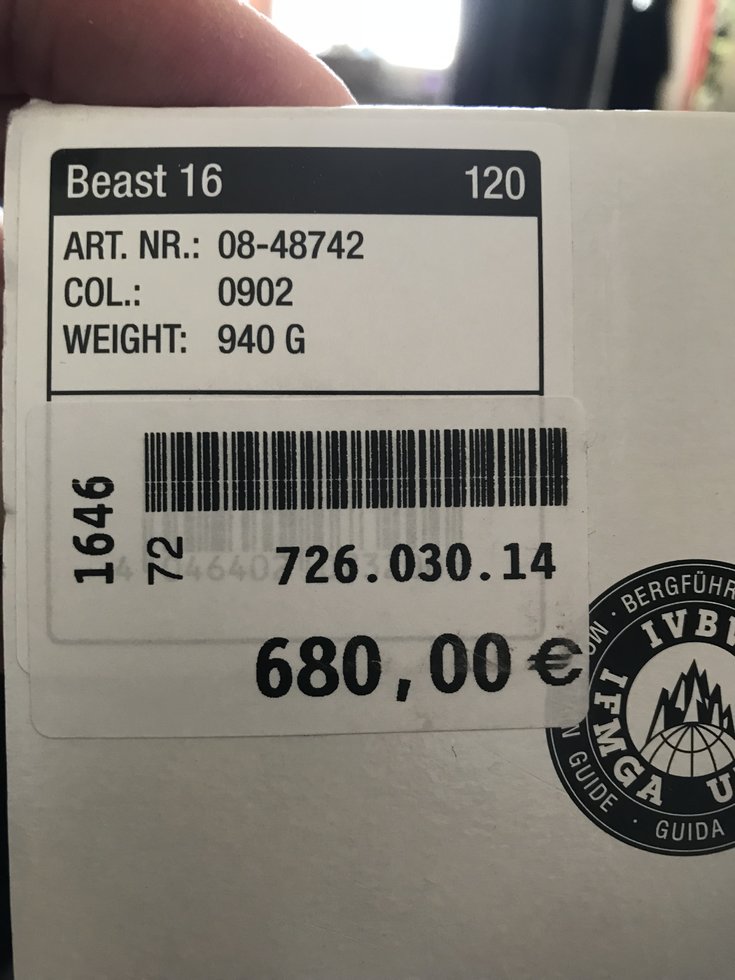 Beast 16 120
ART. NR.: 08-48742
COL.: 0902
WEIGHT: 940 G
1646
72
726.030.14
680,00 €
BERGFÜHR
IVBV
IFMGA
GUIDE
GUIDA